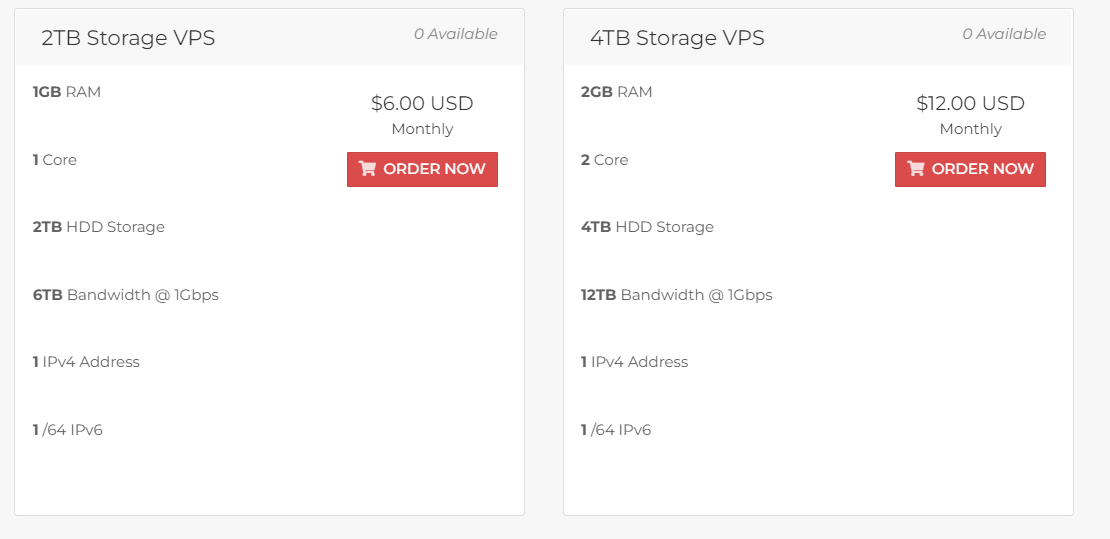 2TB Storage VPS
0 Available
1GB RAM
$6.00 USD
Monthly
ORDER NOW
1 Core
2TB HDD Storage
6TB Bandwidth @ 1Gbps
1 IPv4 Address
1 /64 IPv6
4TB Storage VPS
0 Available
2GB RAM
$12.00 USD
Monthly
ORDER NOW
2 Core
4TB HDD Storage
12TB Bandwidth @ 1Gbps
1 IPv4 Address
1 /64 IPv6